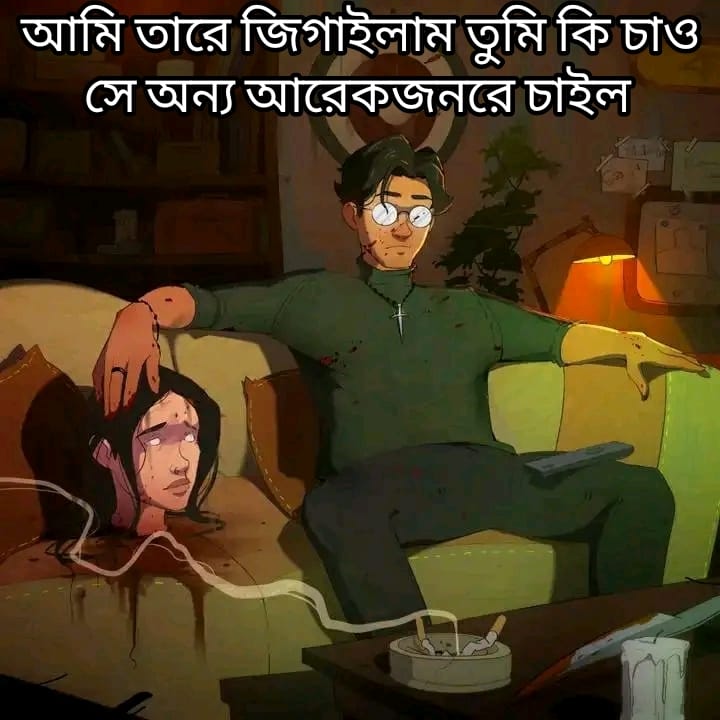 আমি তারে জিগাইলাম তুমি কি চাও
সে অন্য আরেকজনরে চাইল